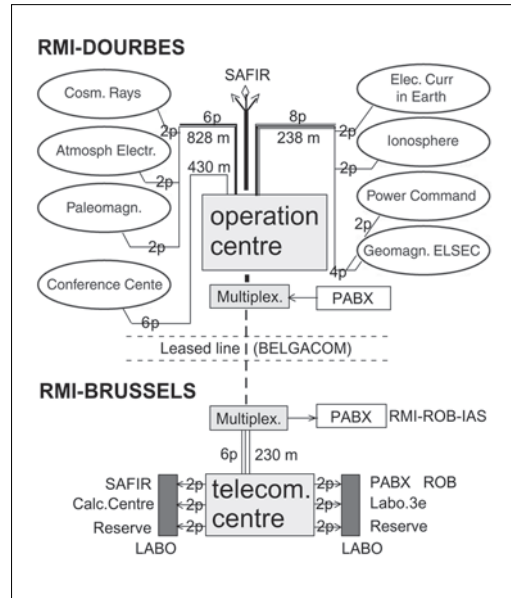 RMI-DOURBES
SAFIR
Cosm. Rays
2p
6p
828 m
8p
238 m
Elec. Curr
in Earth
2p
Atmosph Electr.
2p
430 m
Ionosphere
2p
Paleomagn.
2p
operation
centre
Power Command
2p
Geomagn. ELSEC
4p
Conference Cente
6p
Multiplex.
PABX
Leased line (BELGACOM)
RMI-BRUSSELS
Multiplex.
PABX
RMI-ROB-IAS
6p
230 m
telecom.
centre
SAFIR
2p
Calc.Centre
2p
Reserve
2p
LABO
2p
PABX ROB
2p
Labo.3e
2p
Reserve
LABO